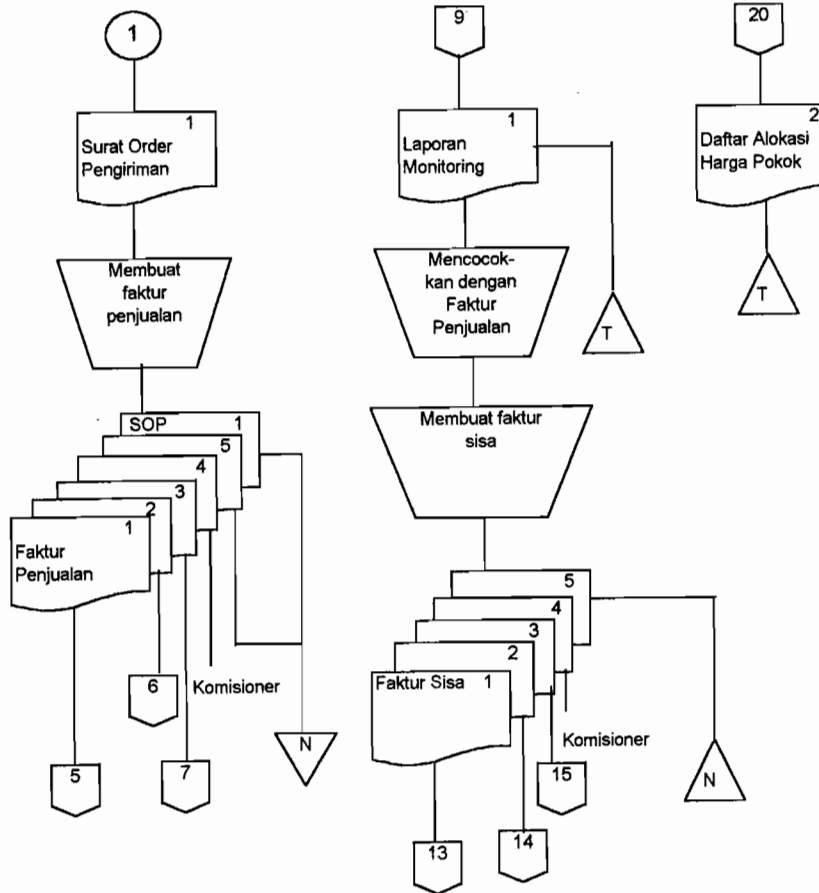 1
1
Surat Order
Pengiriman
Membuat
faktur
penjualan
SOP 1
5
4
3
2
1
Faktur
Penjualan
6
Komisioner
5
7
N
9
1
Laporan
Monitoring
Mencocok-
kan dengan
Faktur
Penjualan
T
Membuat faktur
sisa
5
4
3
2
Faktur Sisa 1
Komisioner
15
13
14
N
20
2
Daftar Alokasi
Harga Pokok
T